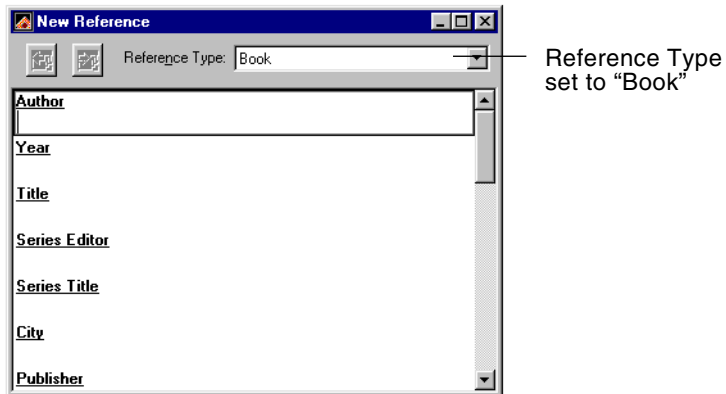 New Reference
Reference Type: Book
Reference Type
set to “Book”
Author
Year
Title
Series Editor
Series Title
City
Publisher